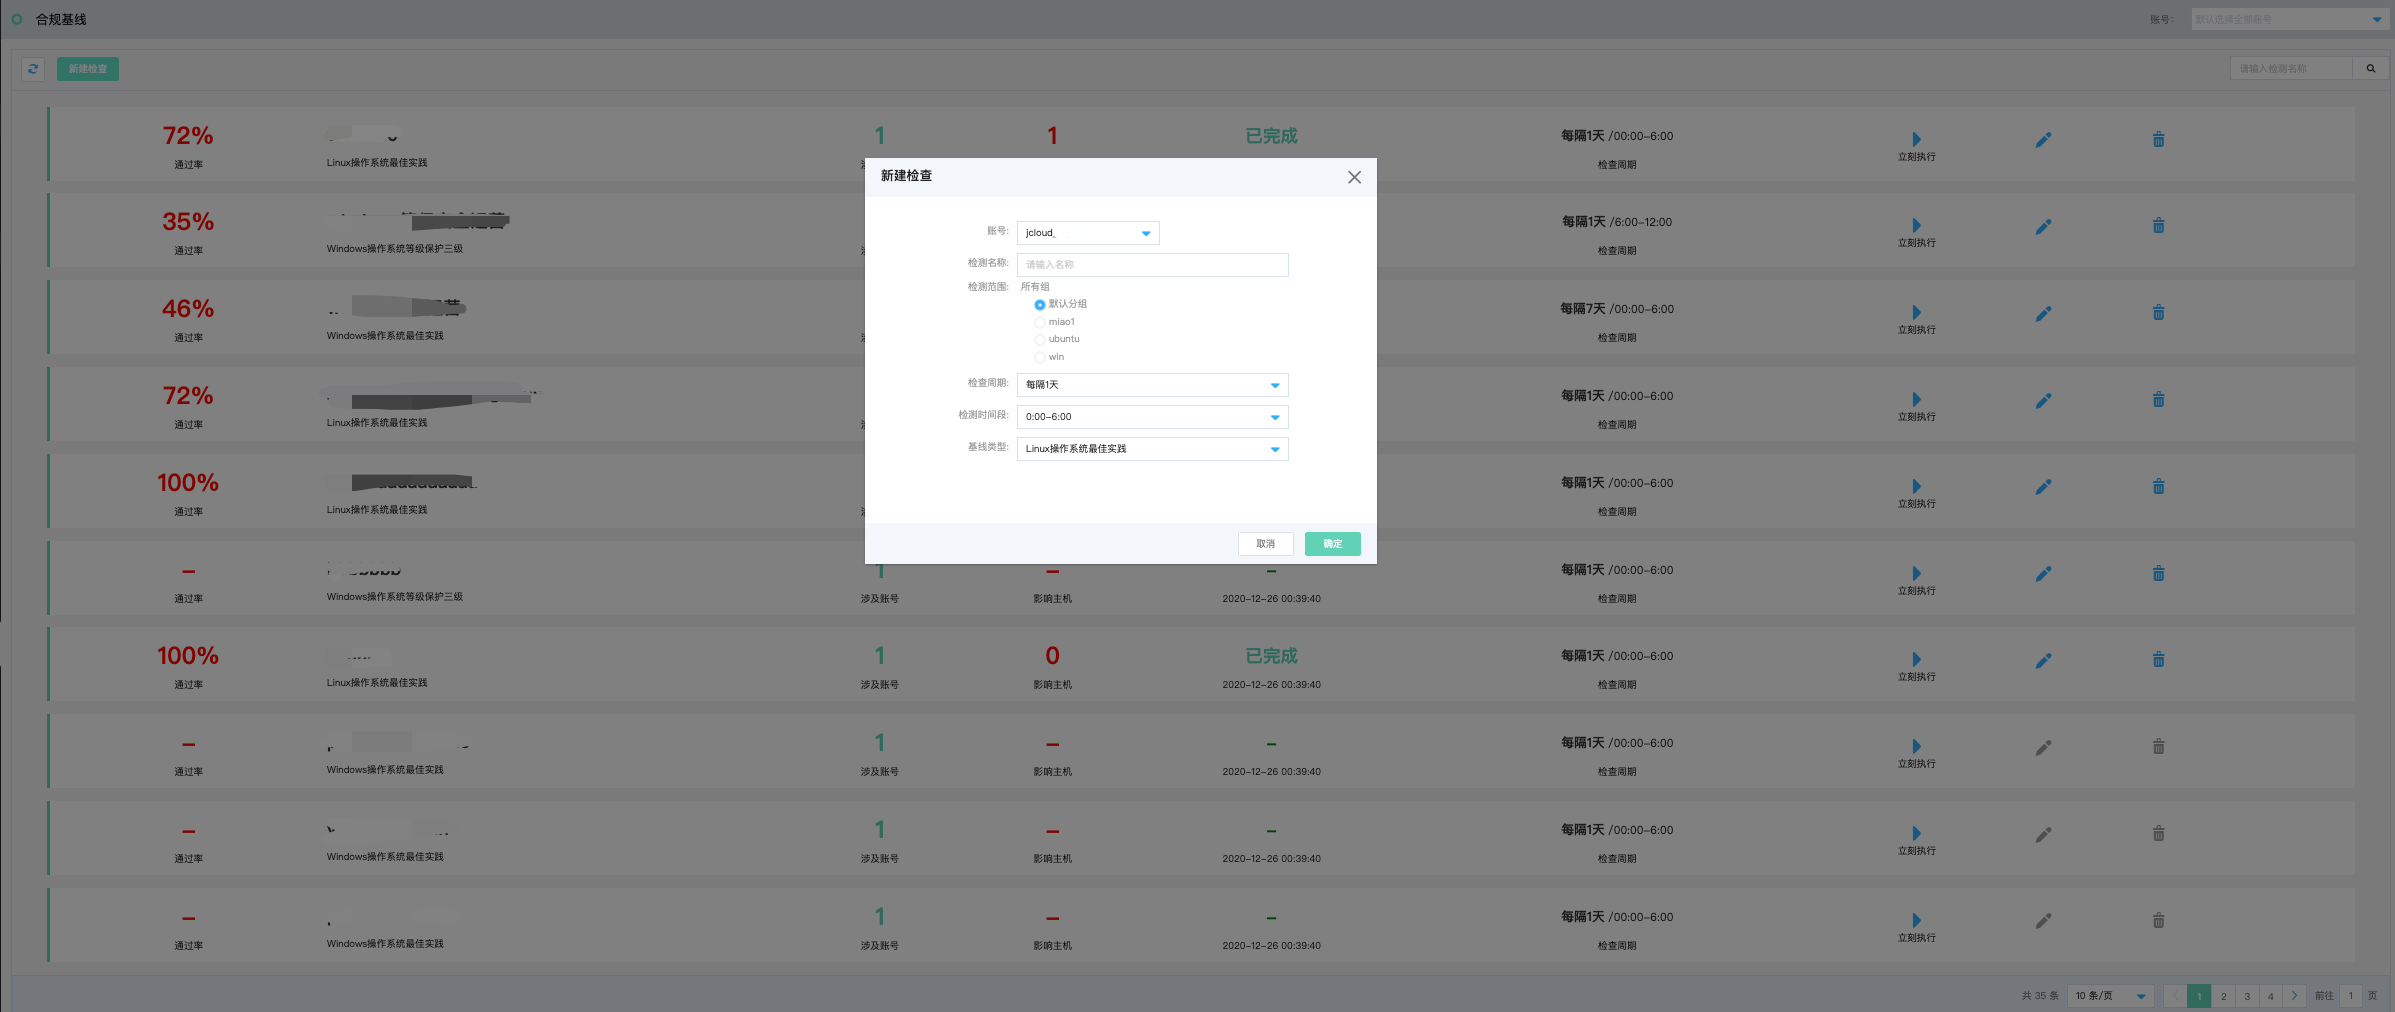 合规基线
账号:
默认选择全部账号
新建检查
请输入检测名称
72%
1
1
已完成
每隔1天 /00:00-6:00
通过率
Linux操作系统最佳实践
检查周期
立刻执行
35%
每隔1天 /6:00-12:00
通过率
Windows操作系统等级保护三级
检查周期
立刻执行
46%
每隔7天 /00:00-6:00
通过率
Windows操作系统最佳实践
检查周期
立刻执行
72%
每隔1天 /00:00-6:00
通过率
Linux操作系统最佳实践
检查周期
立刻执行
100%
每隔1天 /00:00-6:00
通过率
Linux操作系统最佳实践
检查周期
立刻执行
–
1
–
–
每隔1天 /00:00-6:00
通过率
Windows操作系统等级保护三级
涉及账号
影响主机
2020-12-26 00:39:40
检查周期
立刻执行
100%
1
0
已完成
每隔1天 /00:00-6:00
通过率
Linux操作系统最佳实践
涉及账号
影响主机
2020-12-26 00:39:40
检查周期
立刻执行
–
1
–
–
每隔1天 /00:00-6:00
通过率
Windows操作系统最佳实践
涉及账号
影响主机
2020-12-26 00:39:40
检查周期
立刻执行
–
1
–
–
每隔1天 /00:00-6:00
通过率
Windows操作系统最佳实践
涉及账号
影响主机
2020-12-26 00:39:40
检查周期
立刻执行
–
1
–
–
每隔1天 /00:00-6:00
通过率
Windows操作系统最佳实践
涉及账号
影响主机
2020-12-26 00:39:40
检查周期
立刻执行
共 35 条
10 条/页
1 2 3 4
前往 1 页
新建检查
账号: jcloud_
检测名称: 请输入名称
检测范围: 所有组
默认分组
miao1
ubuntu
win
检查周期: 每隔1天
检测时间段: 0:00-6:00
基线类型: Linux操作系统最佳实践
取消
确定